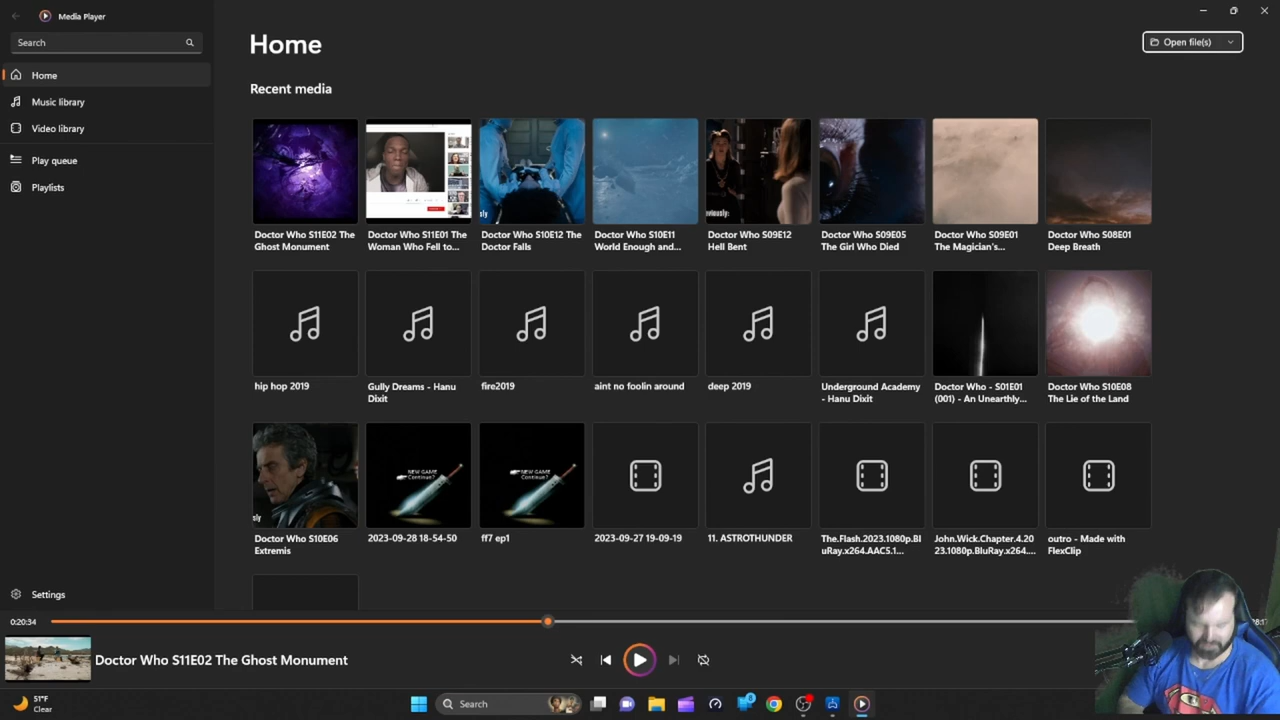 Media Player
Search
Home
Music library
Video library
Play queue
Playlists
Settings
Home
Open file(s)
Recent media
Doctor Who S11E02 The
Ghost Monument
Doctor Who S11E01 The
Woman Who Fell to...
Doctor Who S10E12 The
Doctor Falls
Doctor Who S10E11
World Enough and...
Doctor Who S09E12
Hell Bent
Doctor Who S09E05
The Girl Who Died
Doctor Who S09E01
The Magician's...
Doctor Who S08E01
Deep Breath
hip hop 2019
Gully Dreams - Hanu
Dixit
fire2019
aint no foolin around
deep 2019
Underground Academy
- Hanu Dixit
Doctor Who - S01E01
(001) - An Unearthly...
Doctor Who S10E08
The Lie of the Land
NEW GAME
Continue?
NEW GAME
Continue?
Doctor Who S10E06
Extremis
2023-09-28 18-54-50
ff7 ep1
2023-09-27 19-09-19
11. ASTROTHUNDER
The.Flash.2023.1080p.Bl
uRay.x264.AAC5.1...
John.Wick.Chapter.4.20
23.1080p.BluRay.x264...
outro - Made with
FlexClip
0:20:34
Doctor Who S11E02 The Ghost Monument
51°F
Clear
Search